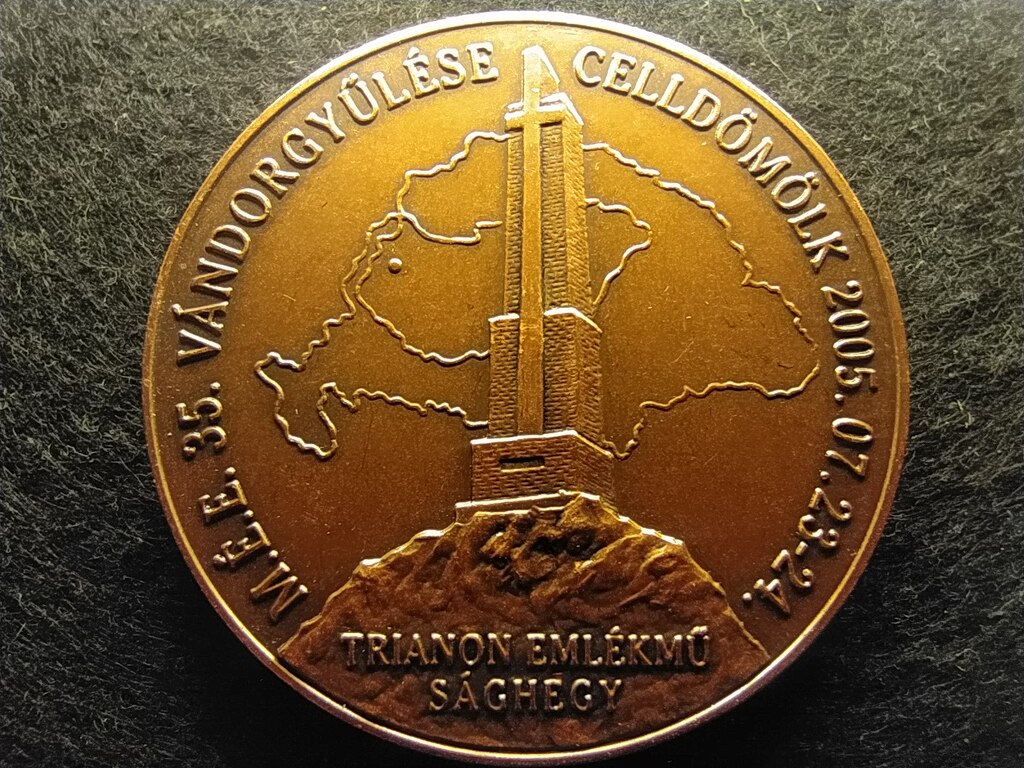 M.É.E. 35. VÁNDORGYŰLÉSE CELLDÖMÖLK 2005. 07. 23-24.
TRIANON EMLÉKMŰ
SÁGHEGY